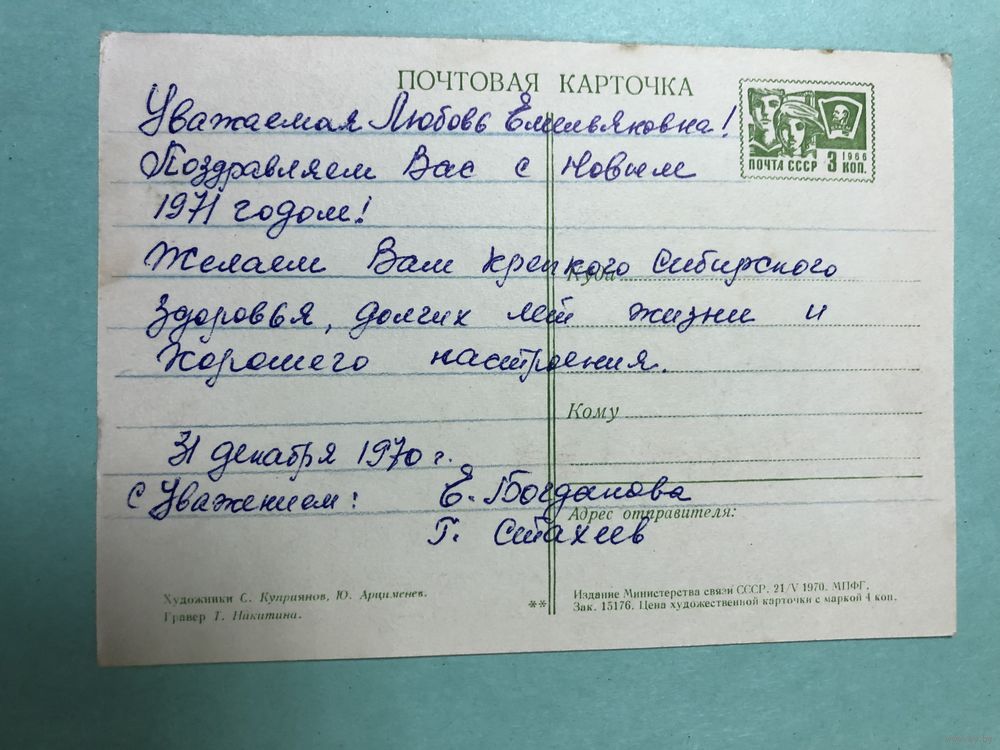 ПОЧТОВАЯ КАРТОЧКА
Уважаемая Любовь Емельяновна!
Поздравляем Вас с Новым
1971 годом!
Желаем Вам крепкого Сибирского
здоровья, долгих лет жизни и
хорошего настроения.
31 декабря 1970 г.
С Уважением: Е. Богданова
Г. Стахеев
ПОЧТА СССР 3 КОП. 1966
Куда
Кому
Адрес отправителя:
Художники С. Куприянов, Ю. Арцименев.
Гравер Т. Никитина.
**
Издание Министерства связи СССР. 21/V 1970. МПФГ.
Зак. 15176. Цена художественной карточки с маркой 4 коп.